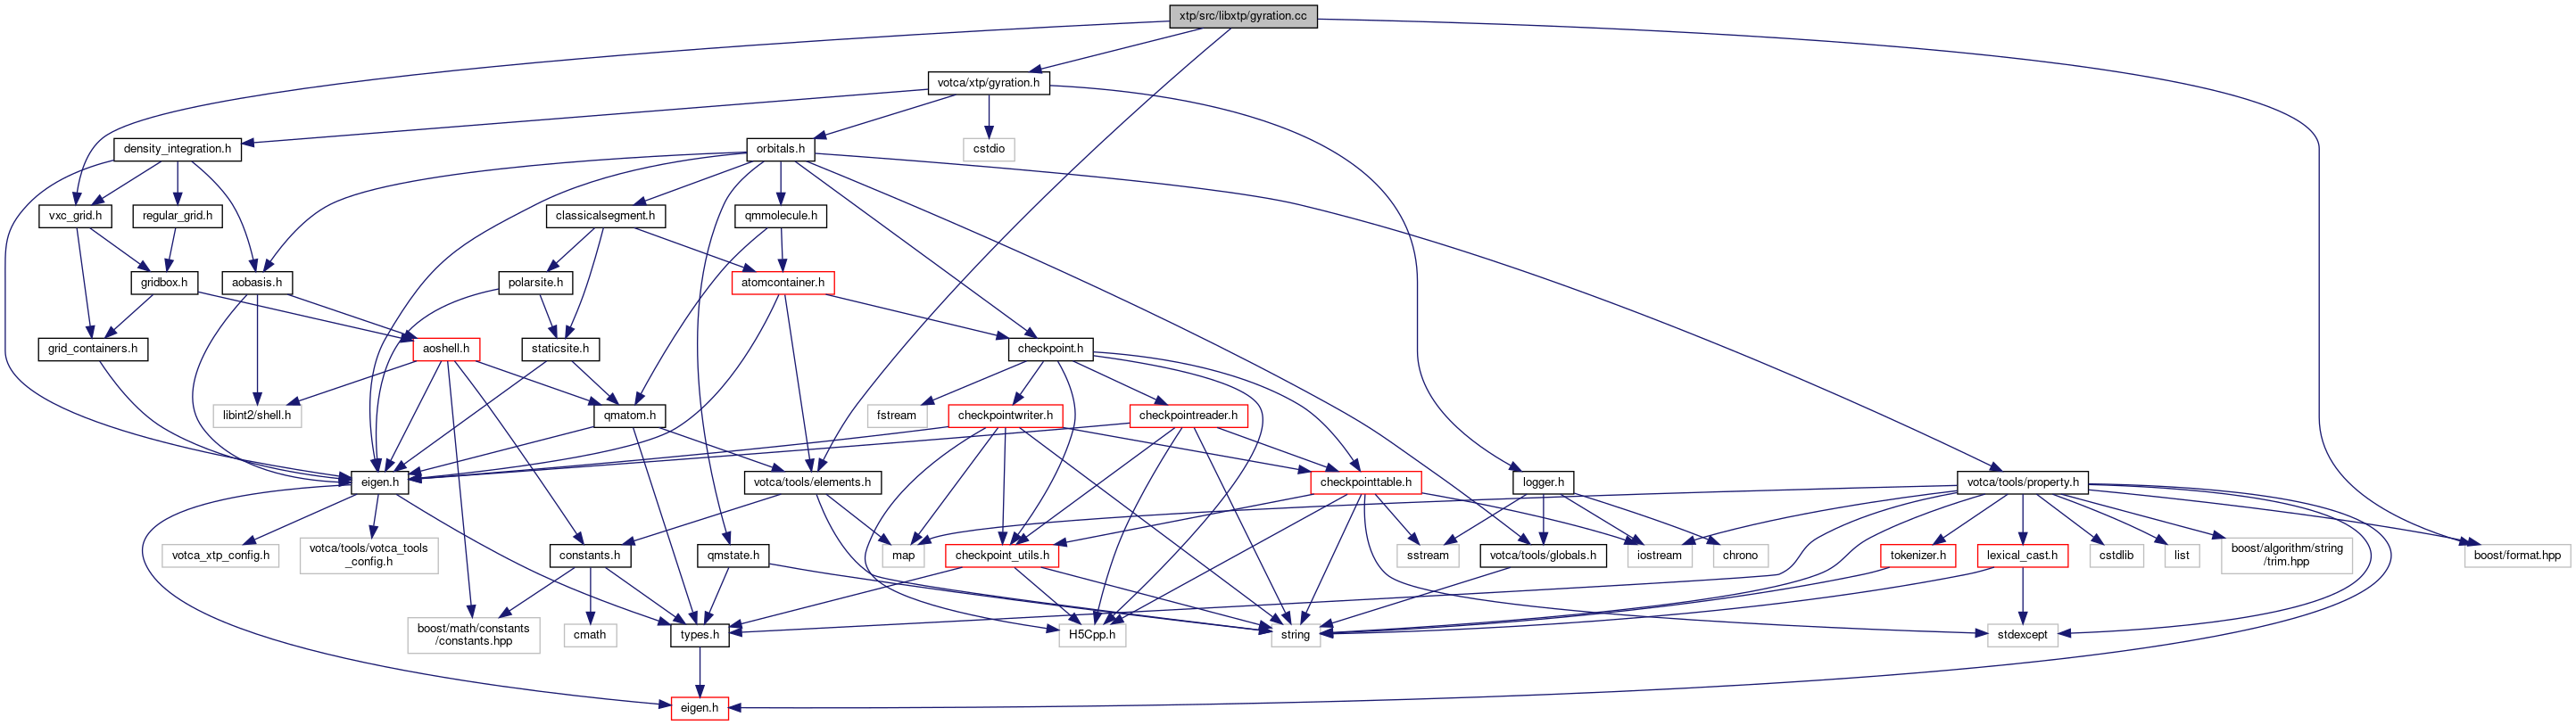 xtp/src/libxtp/gyration.cc
votca/xtp/gyration.h
density_integration.h
orbitals.h
cstdio
vxc_grid.h
regular_grid.h
classicalsegment.h
qmmolecule.h
gridbox.h
aobasis.h
polarsite.h
atomcontainer.h
grid_containers.h
aoshell.h
staticsite.h
checkpoint.h
libint2/shell.h
qmatom.h
fstream
checkpointwriter.h
checkpointreader.h
eigen.h
votca/tools/elements.h
checkpointtable.h
logger.h
votca/tools/property.h
votca_xtp_config.h
votca/tools/votca_tools
_config.h
constants.h
qmstate.h
map
checkpoint_utils.h
sstream
votca/tools/globals.h
iostream
chrono
tokenizer.h
lexical_cast.h
cstdlib
list
boost/algorithm/string
/trim.hpp
boost/format.hpp
boost/math/constants
/constants.hpp
cmath
types.h
H5Cpp.h
string
stdexcept
eigen.h